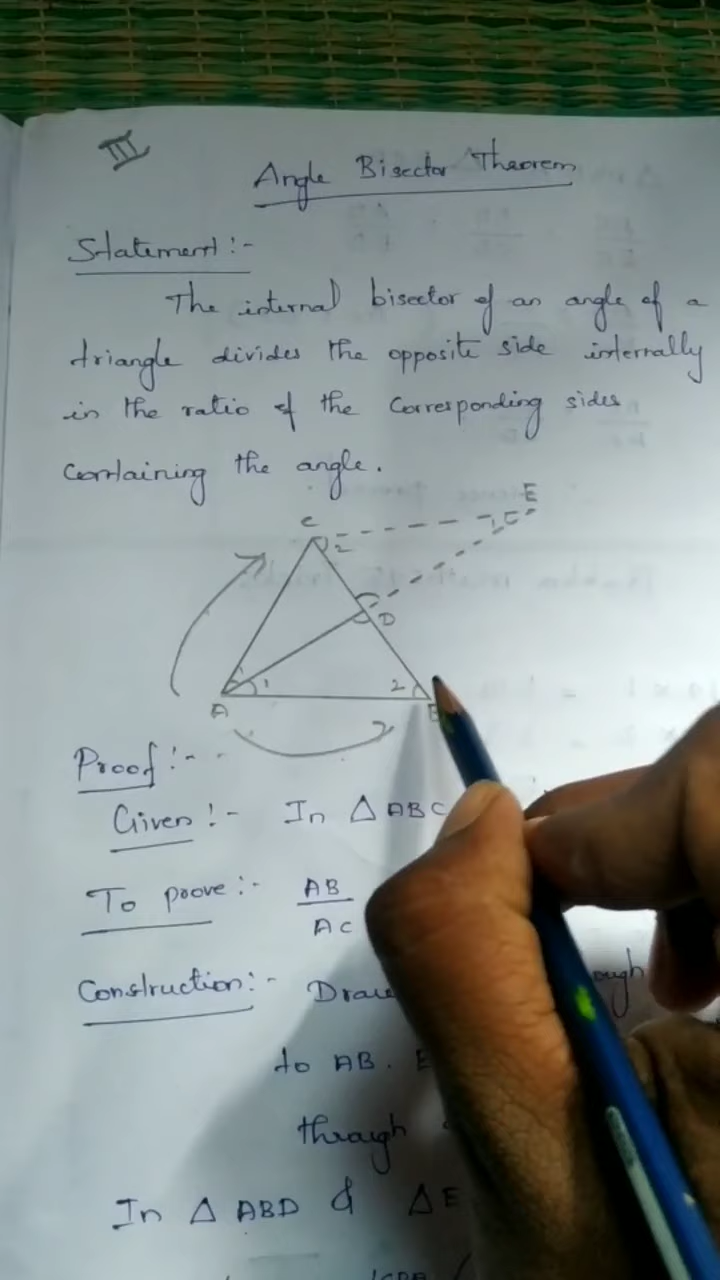 III
Angle Bisector Theorem
Statement :-
The internal bisector of an angle of a
triangle divides the opposite side internally
in the ratio of the corresponding sides
containing the angle.
E
C
D
1
2
A
Proof :-
Given :- In △ ABC
To prove :- AB
AC
Construction :-
to AB. E
through
In △ ABD & △ E